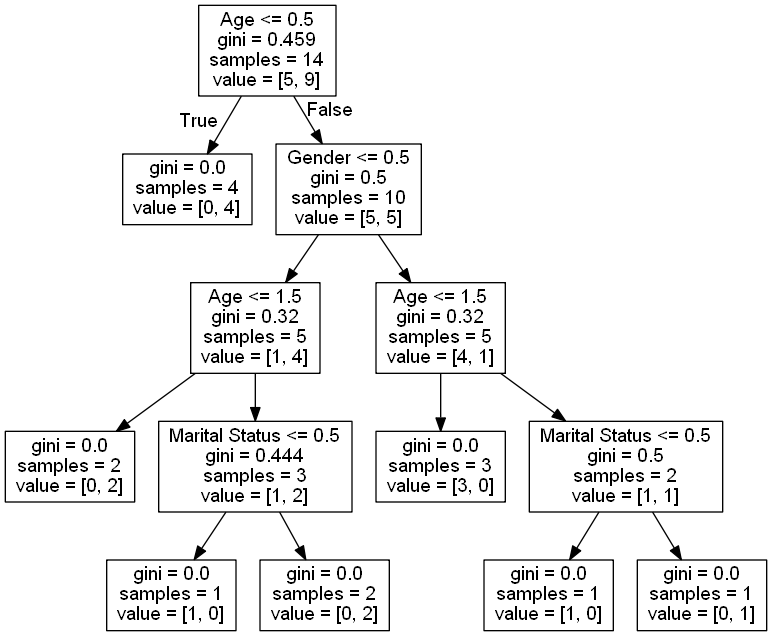 Age <= 0.5
gini = 0.459
samples = 14
value = [5, 9]
True
False
gini = 0.0
samples = 4
value = [0, 4]
Gender <= 0.5
gini = 0.5
samples = 10
value = [5, 5]
Age <= 1.5
gini = 0.32
samples = 5
value = [1, 4]
Age <= 1.5
gini = 0.32
samples = 5
value = [4, 1]
gini = 0.0
samples = 2
value = [0, 2]
Marital Status <= 0.5
gini = 0.444
samples = 3
value = [1, 2]
gini = 0.0
samples = 3
value = [3, 0]
Marital Status <= 0.5
gini = 0.5
samples = 2
value = [1, 1]
gini = 0.0
samples = 1
value = [1, 0]
gini = 0.0
samples = 2
value = [0, 2]
gini = 0.0
samples = 1
value = [1, 0]
gini = 0.0
samples = 1
value = [0, 1]